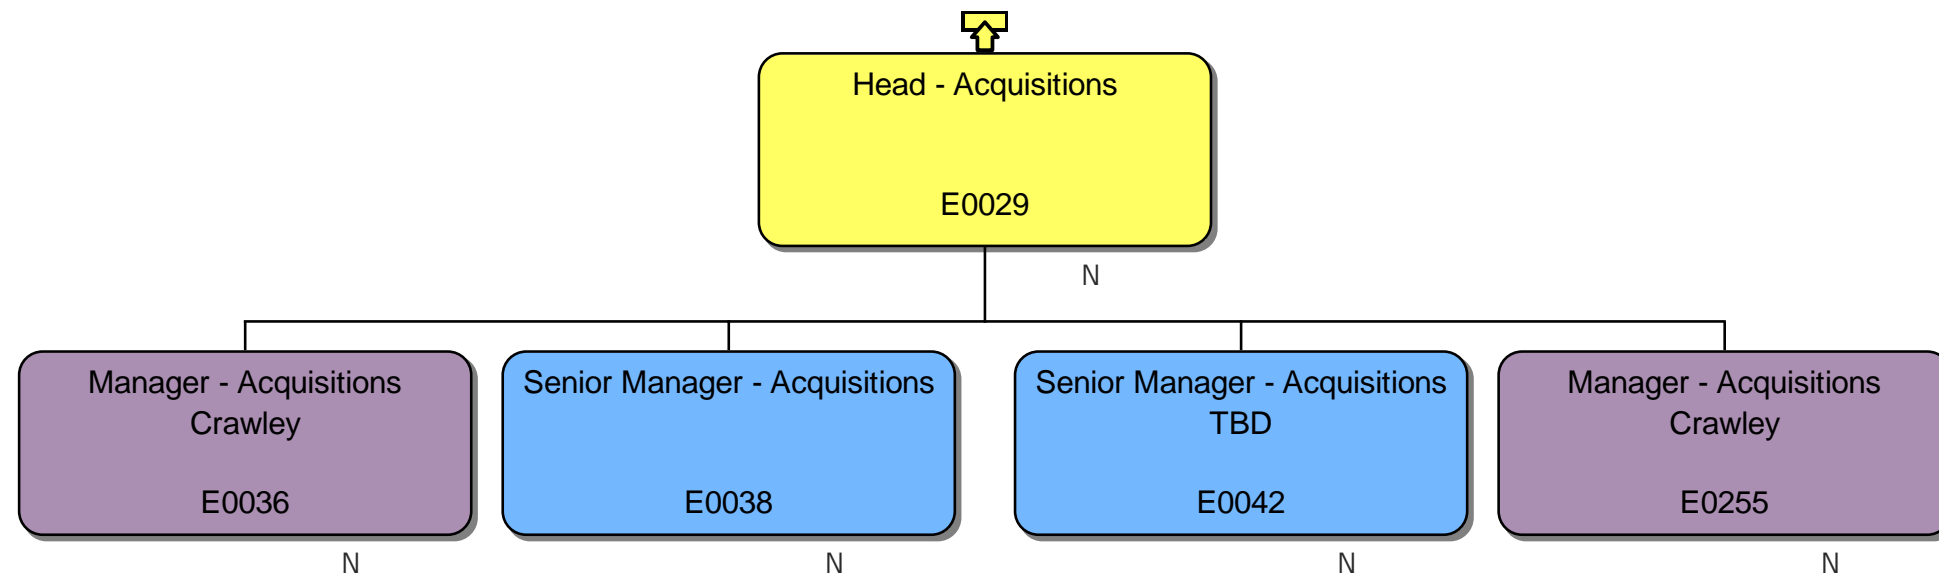 Head - Acquisitions
E0029
N
Manager - Acquisitions
Crawley
E0036
N
Senior Manager - Acquisitions
E0038
N
Senior Manager - Acquisitions
TBD
E0042
N
Manager - Acquisitions
Crawley
E0255
N